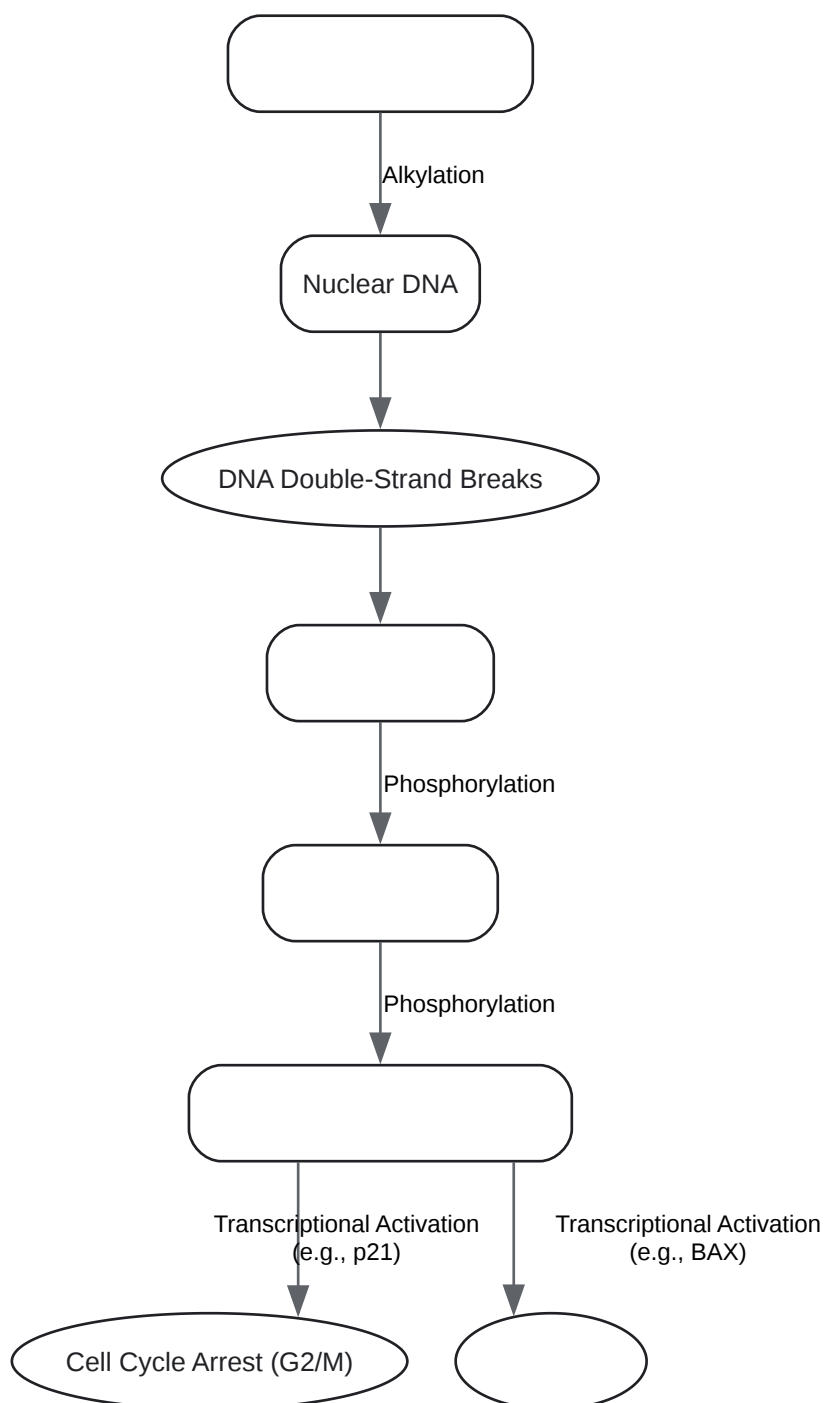 Alkylation
Nuclear DNA
DNA Double-Strand Breaks
Phosphorylation
Phosphorylation
Transcriptional Activation
(e.g., p21)
Transcriptional Activation
(e.g., BAX)
Cell Cycle Arrest (G2/M)